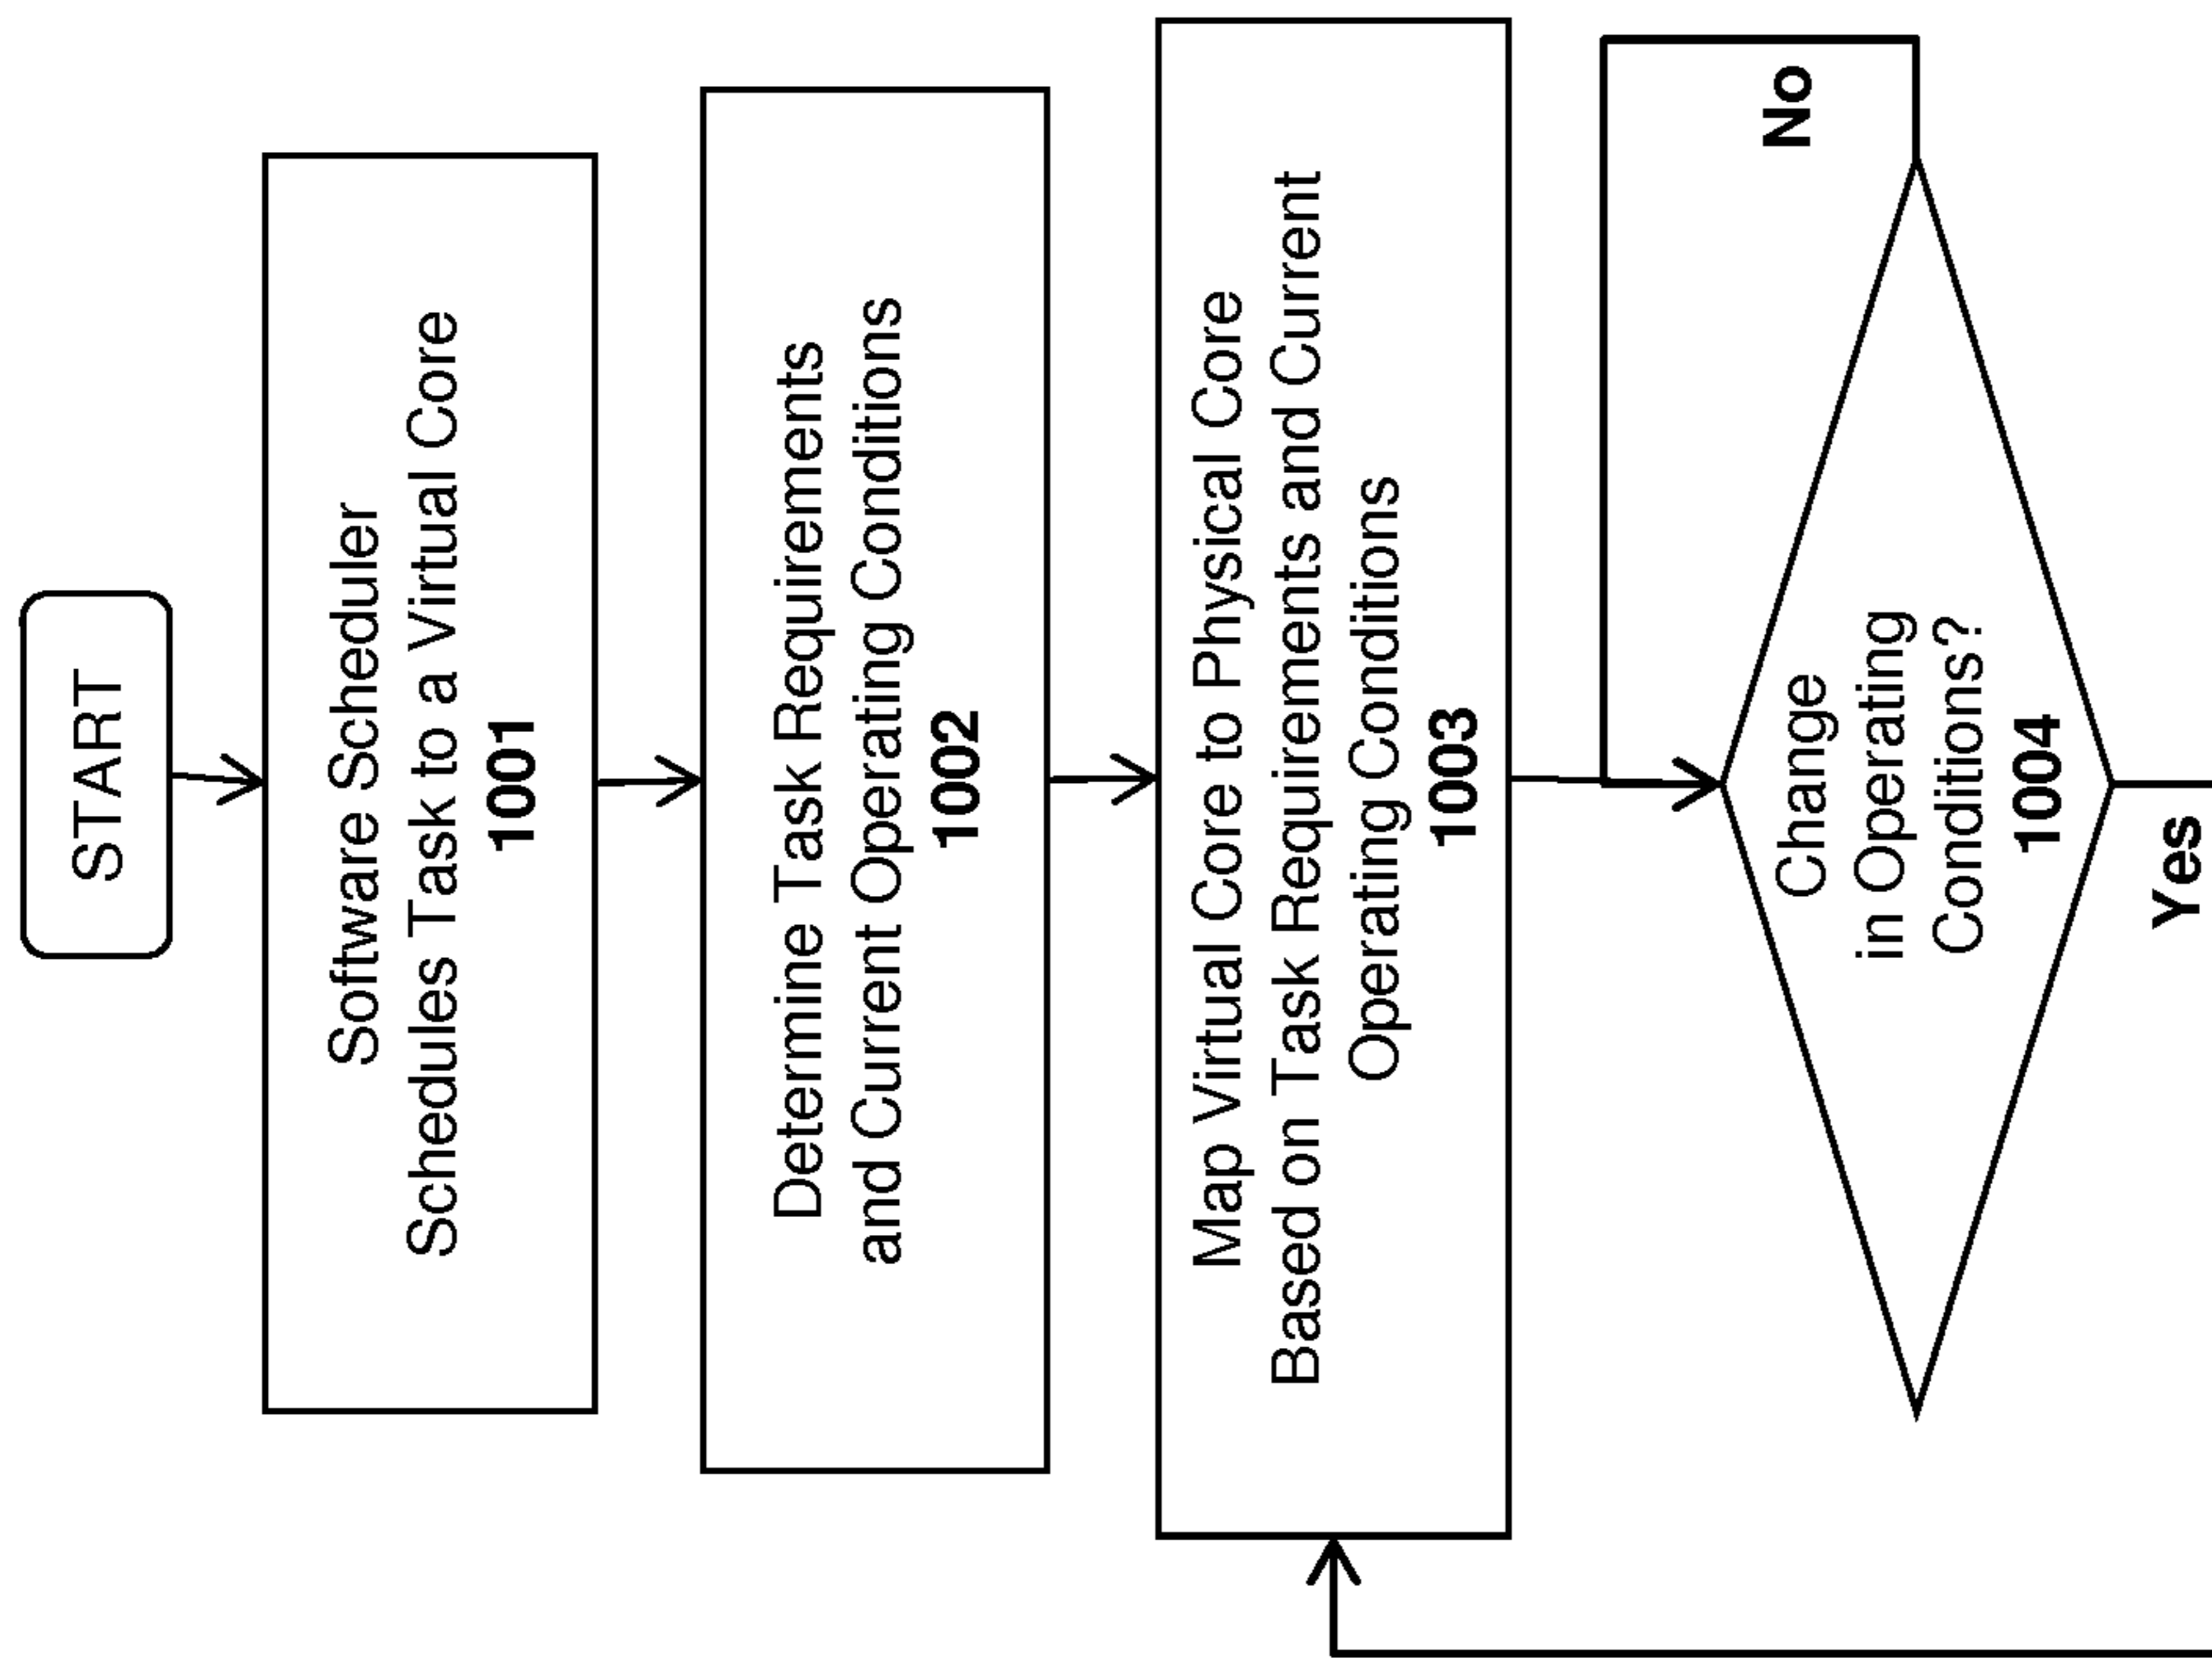 START
Software Scheduler
Schedules Task to a Virtual Core
1001
Determine Task Requirements
and Current Operating Conditions
1002
Map Virtual Core to Physical Core
Based on Task Requirements and Current
Operating Conditions
1003
No
Change
in Operating
Conditions?
1004
Yes